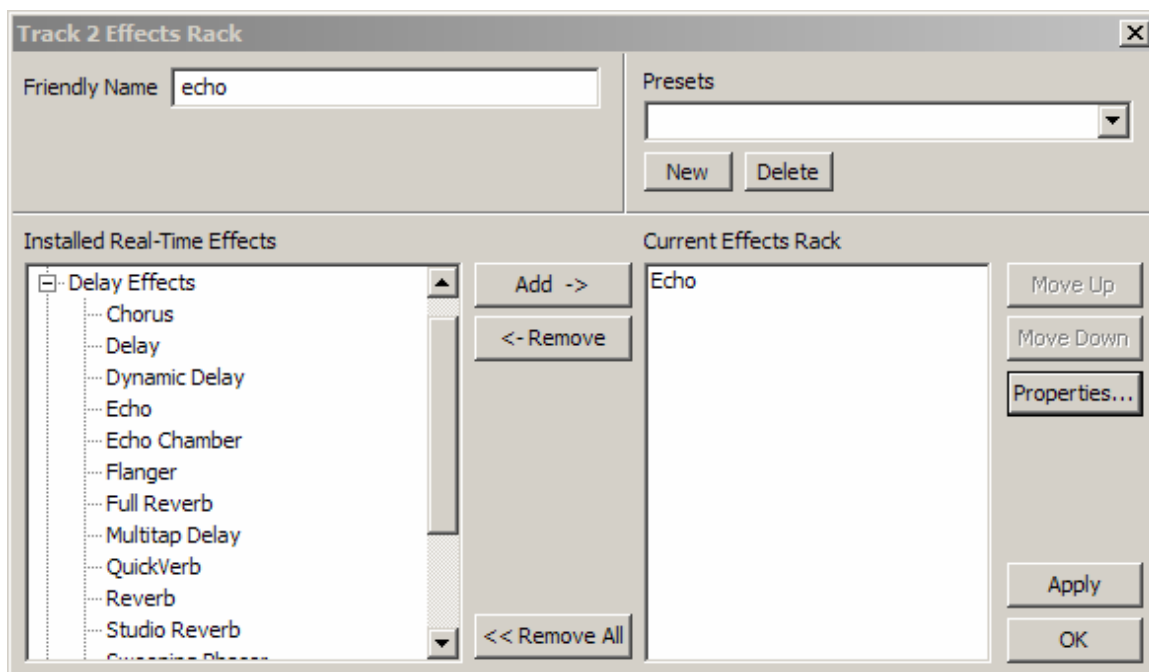 Track 2 Effects Rack
Friendly Name echo
Presets
New Delete
Installed Real-Time Effects
Delay Effects
Chorus
Delay
Dynamic Delay
Echo
Echo Chamber
Flanger
Full Reverb
Multitap Delay
QuickVerb
Reverb
Studio Reverb
Add ->
<- Remove
<< Remove All
Current Effects Rack
Echo
Move Up
Move Down
Properties...
Apply
OK